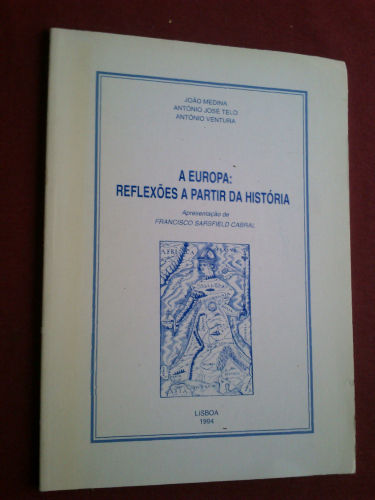 JOÃO MEDINA
ANTÓNIO JOSÉ TELO
ANTÓNIO VENTURA
A EUROPA:
REFLEXÕES A PARTIR DA HISTÓRIA
Apresentação de
FRANCISCO SARSFIELD CABRAL
LISBOA
1994